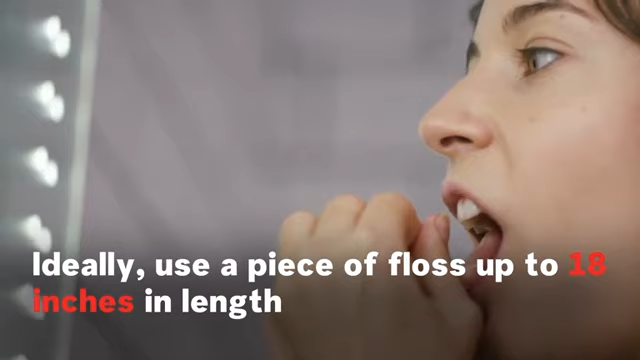 Ideally, use a piece of floss up to 18
inches in length